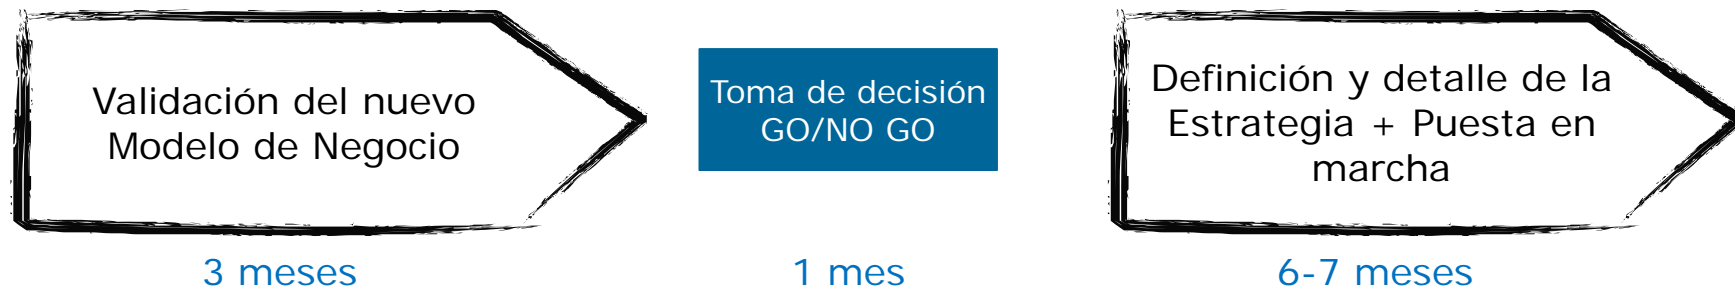 Validación del nuevo
Modelo de Negocio
3 meses
Toma de decisión
GO/NO GO
1 mes
Definición y detalle de la
Estrategia + Puesta en
marcha
6-7 meses